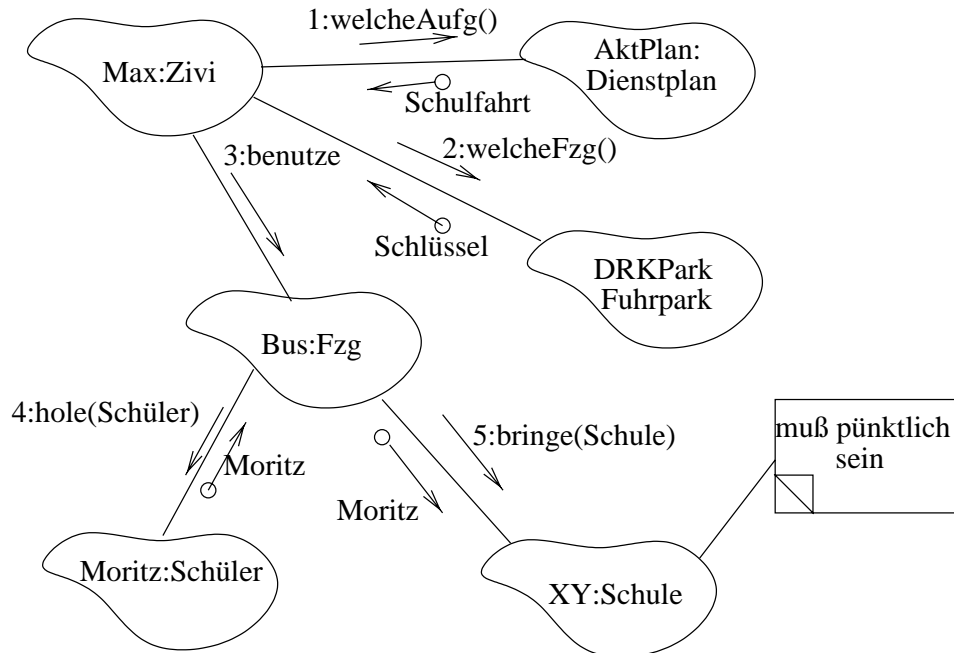 1:welcheAufg()
Max:Zivi
AktPlan:
Dienstplan
Schulfahrt
3:benutze
2:welcheFzg()
Schlüssel
DRKPark
Fuhrpark
Bus:Fzg
4:hole(Schüler)
Moritz
5:bringe(Schule)
Moritz
muß pünktlich
sein
Moritz:Schüler
XY:Schule